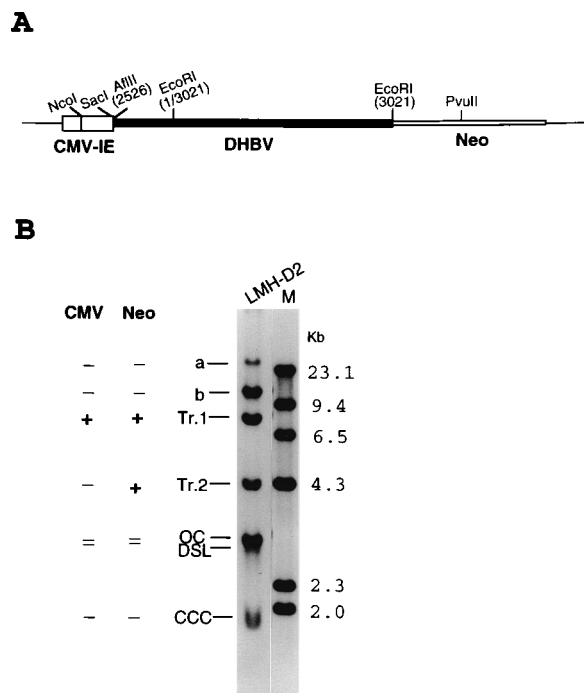 A
NcoI
SacI
AflII
(2526)
EcoRI
(1/3021)
EcoRI
(3021)
PvuII
CMV-IE
DHBV
Neo
B
LMH-D2
M
CMV Neo
Kb
– – a
23.1
– – b
9.4
+ + Tr.1
6.5
– + Tr.2
4.3
= = OC
DSL
2.3
2.0
– – CCC